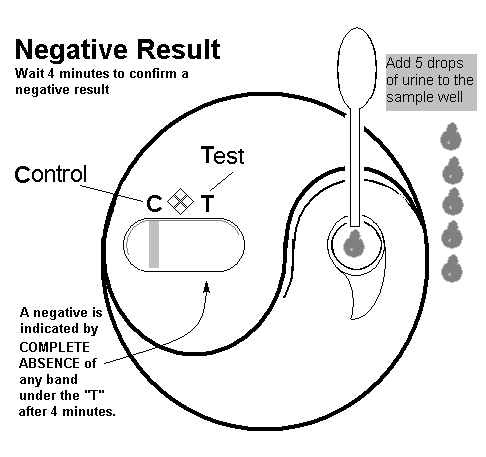 Negative Result
Wait 4 minutes to confirm a
negative result
Add 5 drops
of urine to the
sample well
Test
Control
C T
A negative is
indicated by
COMPLETE
ABSENCE of
any band
under the "T"
after 4 minutes.